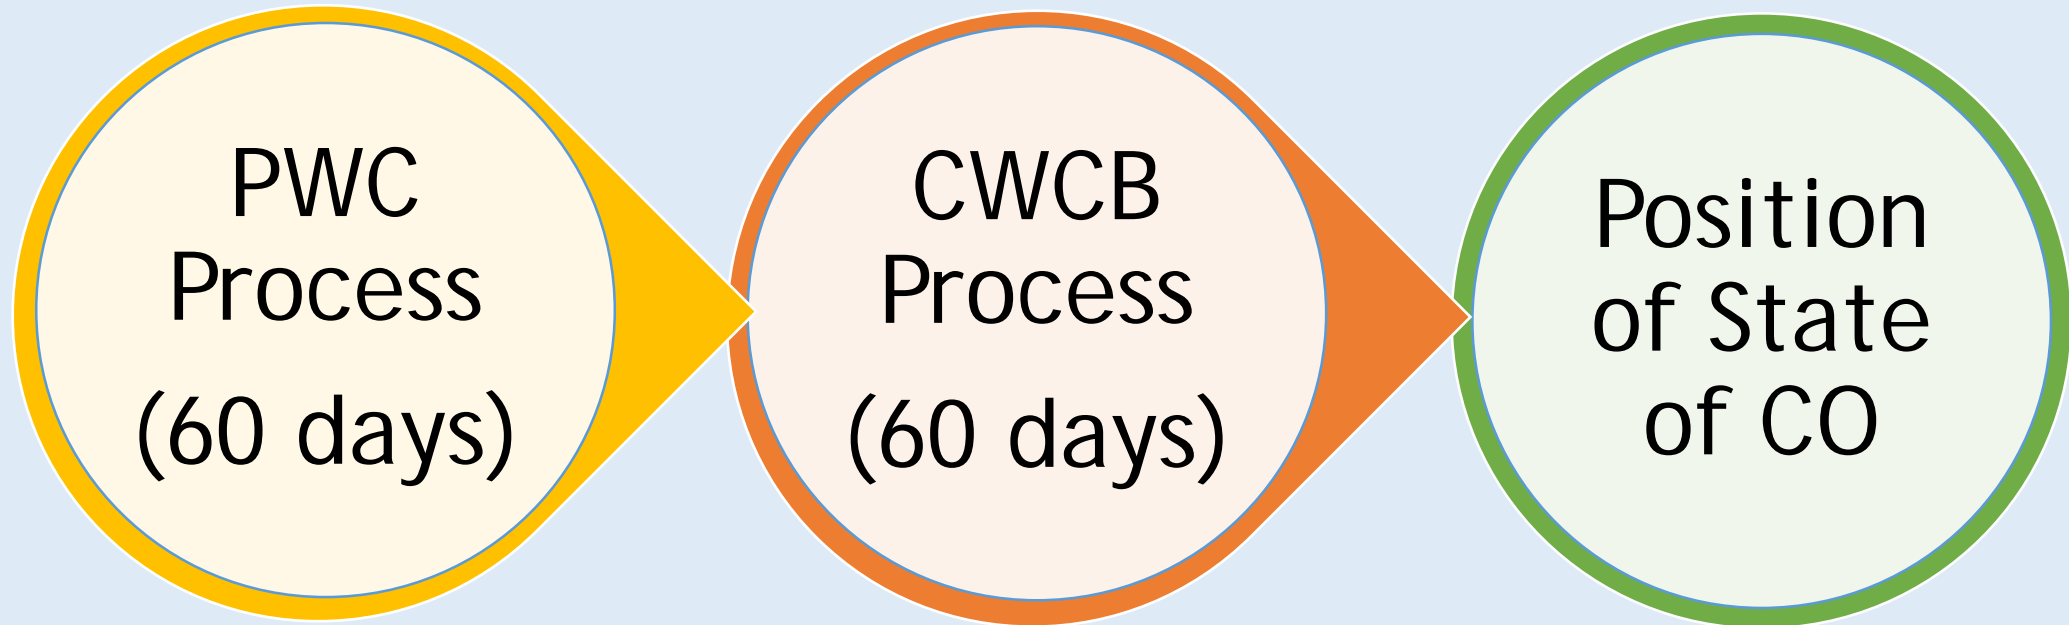 PWC
Process
(60 days)
CWCB
Process
(60 days)
Position
of State
of CO